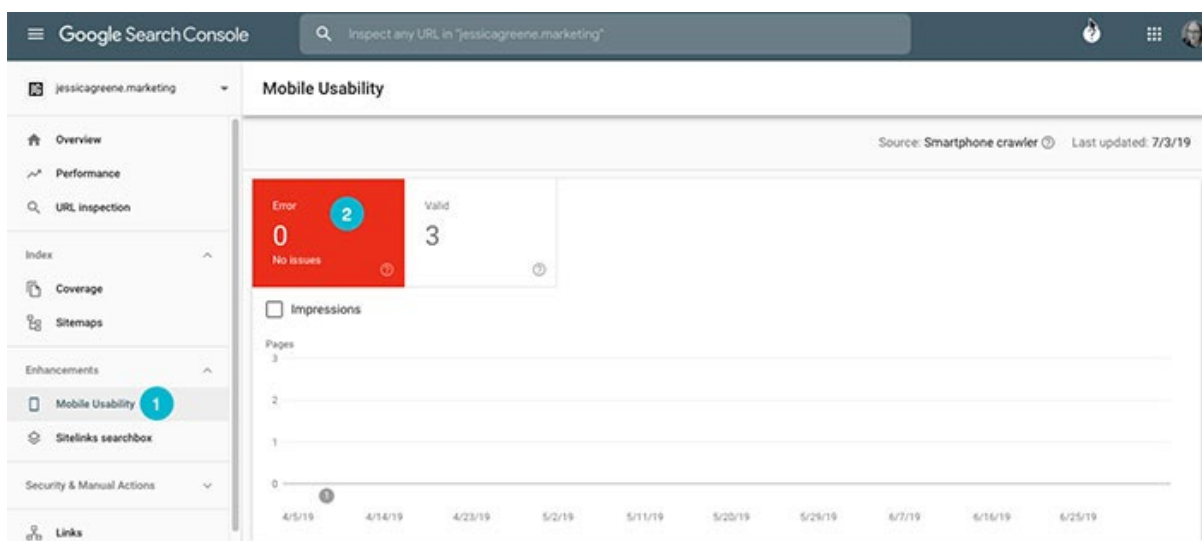 Google Search Console
Inspect any URL in "jessicagreene.marketing"
jessicagreene.marketing
Mobile Usability
Overview
Performance
URL inspection
Index
Coverage
Sitemaps
Enhancements
Mobile Usability 1
Sitelinks searchbox
Security & Manual Actions
Links
Source: Smartphone crawler Last updated: 7/3/19
Error 2
0
No issues
Valid
3
Impressions
Pages
3
2
1
0
1
4/5/19 4/14/19 4/23/19 5/2/19 5/11/19 5/20/19 5/29/19 6/7/19 6/16/19 6/25/19